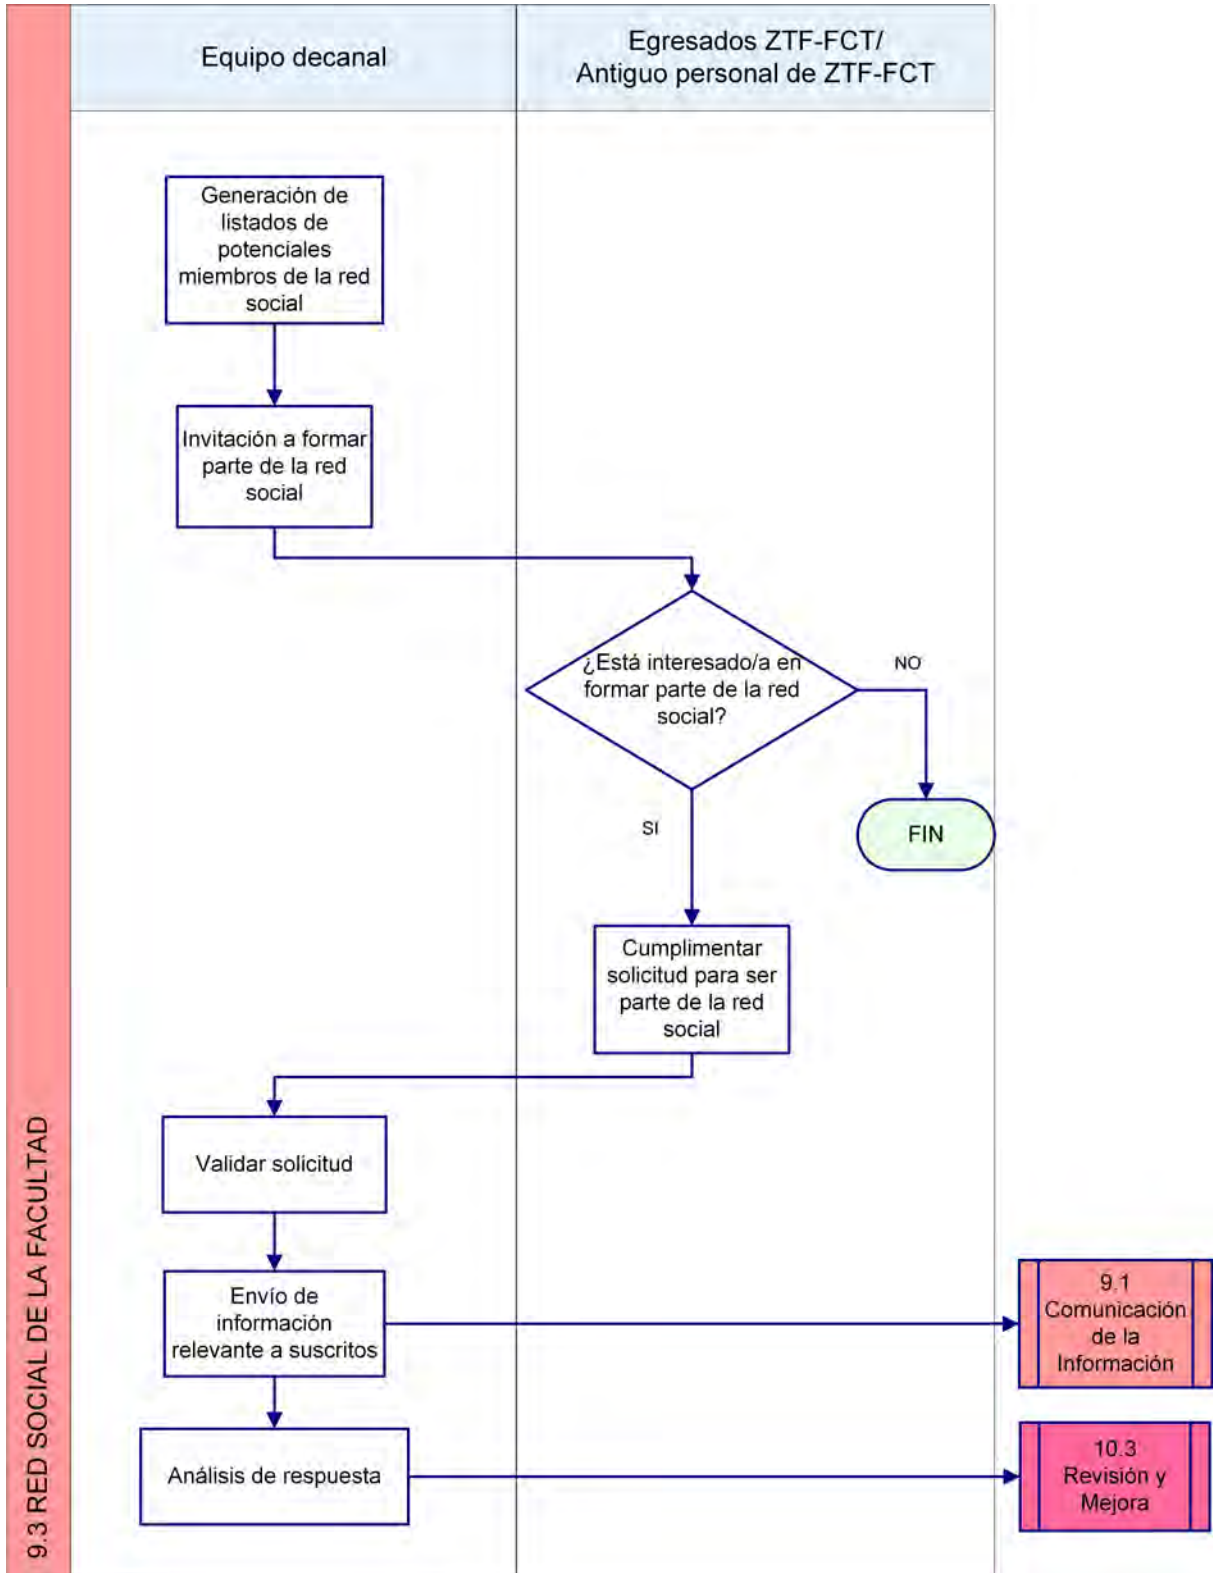 9.3 RED SOCIAL DE LA FACULTAD
Equipo decanal
Egresados ZTF-FCT/
Antiguo personal de ZTF-FCT
Generación de
listados de
potenciales
miembros de la red
social
Invitación a formar
parte de la red
social
¿Está interesado/a en
formar parte de la red
social?
NO
FIN
SI
Cumplimentar
solicitud para ser
parte de la red
social
Validar solicitud
Envío de
información
relevante a suscritos
9.1
Comunicación
de la
Información
Análisis de respuesta
10.3
Revisión y
Mejora